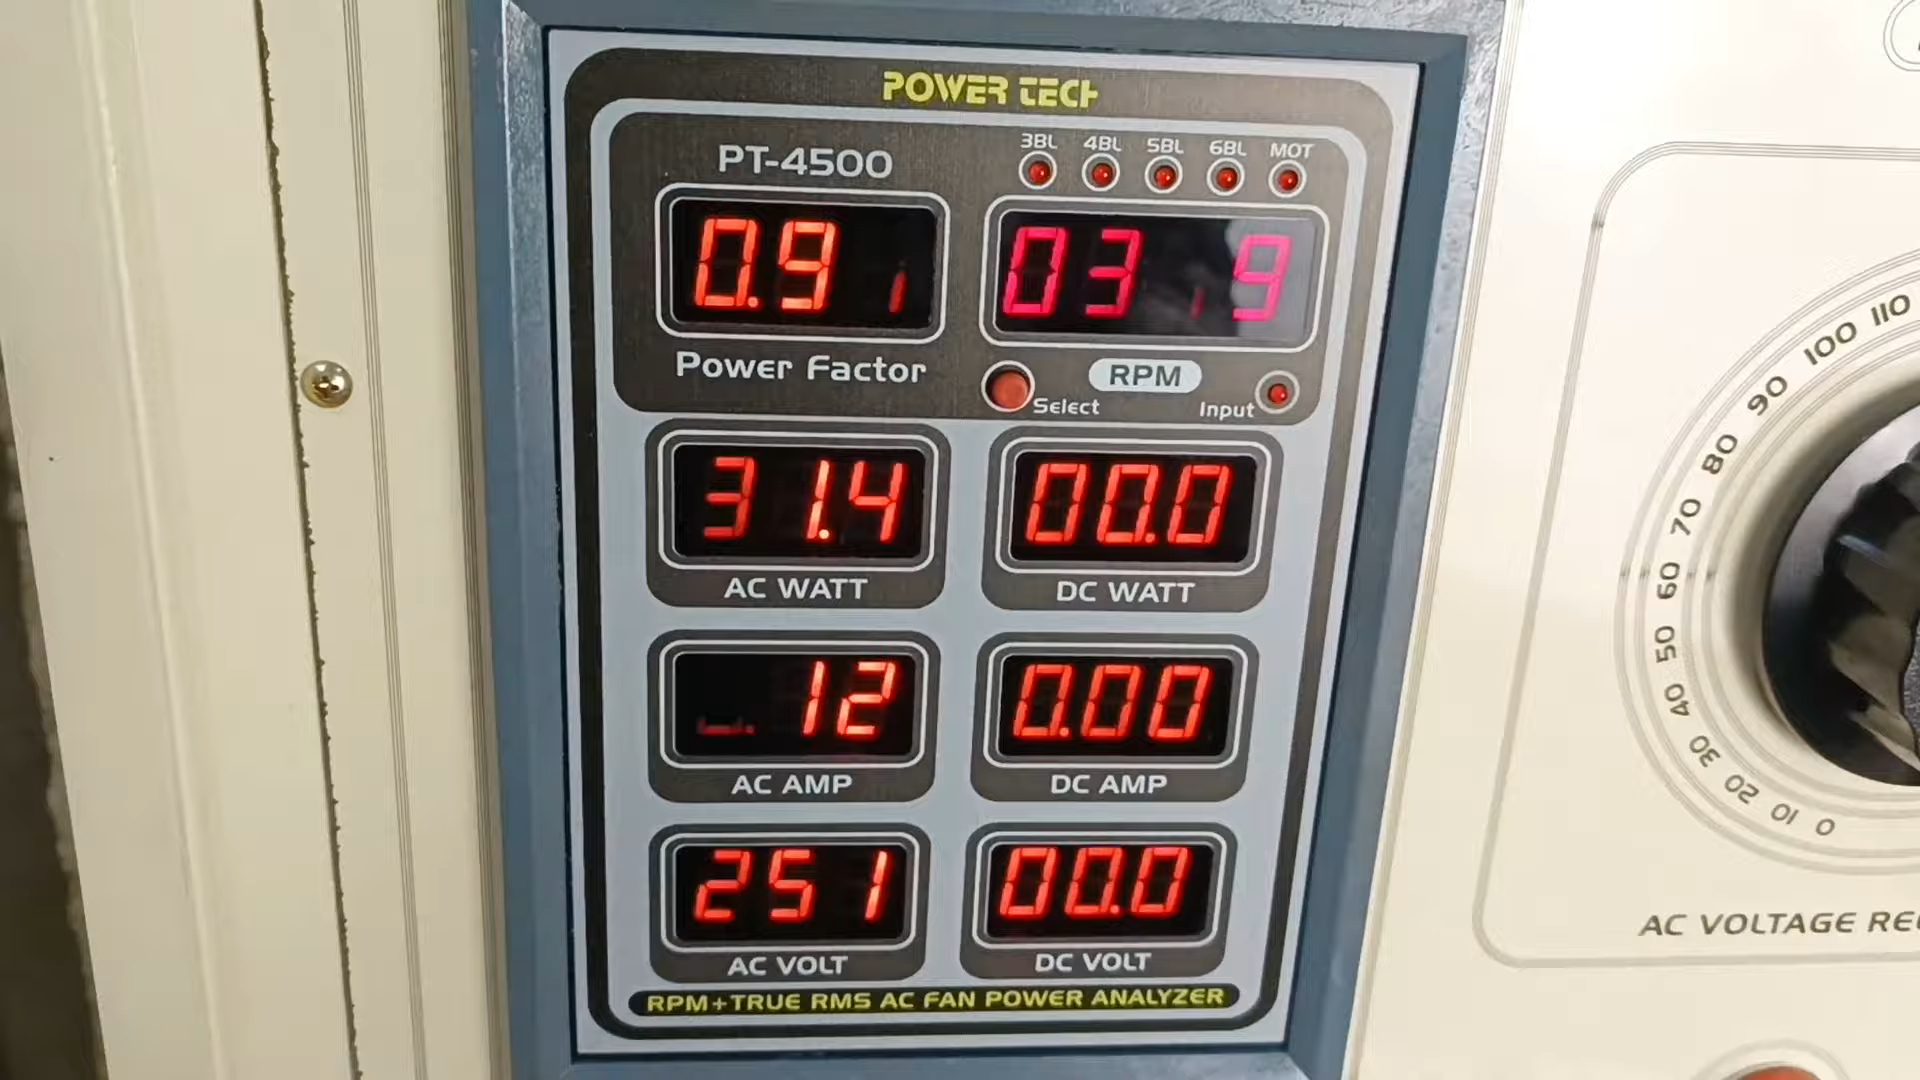 POWER TECH
PT-4500
3BL 4BL 5BL 6BL MOT
0.9
03
9
Power Factor
RPM
Select
Input
31.4
00.0
AC WATT
DC WATT
12
0.00
AC AMP
DC AMP
251
00.0
AC VOLT
DC VOLT
RPM+TRUE RMS AC FAN POWER ANALYZER
110
100
90
80
70
60
50
40
30
20
10
0
AC VOLTAGE